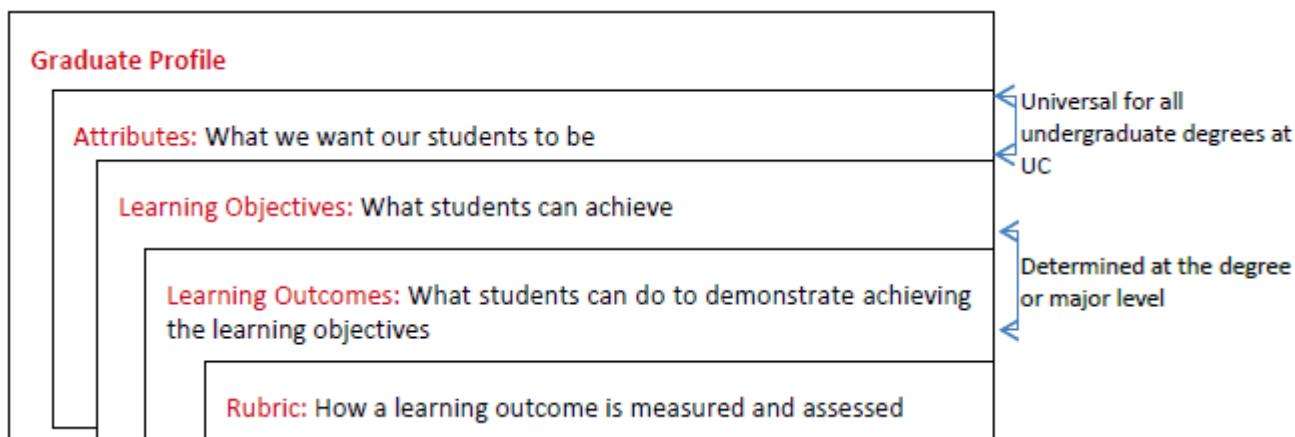 Graduate Profile
Attributes: What we want our students to be
Learning Objectives: What students can achieve
Learning Outcomes: What students can do to demonstrate achieving
the learning objectives
Rubric: How a learning outcome is measured and assessed
Universal for all
undergraduate degrees at
UC
Determined at the degree
or major level